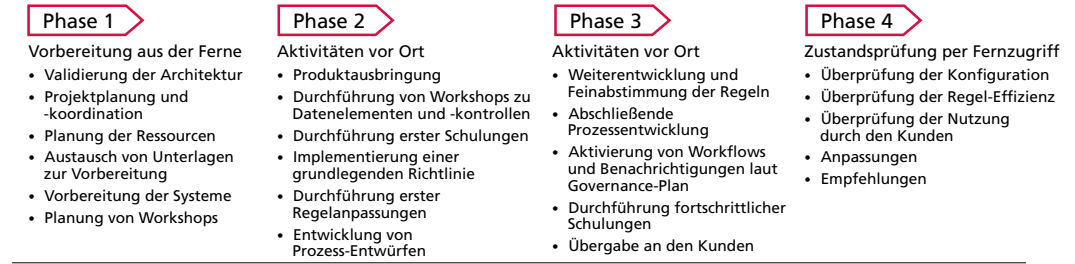 Phase 1
Vorbereitung aus der Ferne
• Validierung der Architektur
• Projektplanung und
-koordination
• Planung der Ressourcen
• Austausch von Unterlagen
zur Vorbereitung
• Vorbereitung der Systeme
• Planung von Workshops
Phase 2
Aktivitäten vor Ort
• Produktausbringung
• Durchführung von Workshops zu
Datenelementen und -kontrollen
• Durchführung erster Schulungen
• Implementierung einer
grundlegenden Richtlinie
• Durchführung erster
Regelanpassungen
• Entwicklung von
Prozess-Entwürfen
Phase 3
Aktivitäten vor Ort
• Weiterentwicklung und
Feinabstimmung der Regeln
• Abschließende
Prozessentwicklung
• Aktivierung von Workflows
und Benachrichtigungen laut
Governance-Plan
• Durchführung fortschrittlicher
Schulungen
• Übergabe an den Kunden
Phase 4
Zustandsprüfung per Fernzugriff
• Überprüfung der Konfiguration
• Überprüfung der Regel-Effizienz
• Überprüfung der Nutzung
durch den Kunden
• Anpassungen
• Empfehlungen